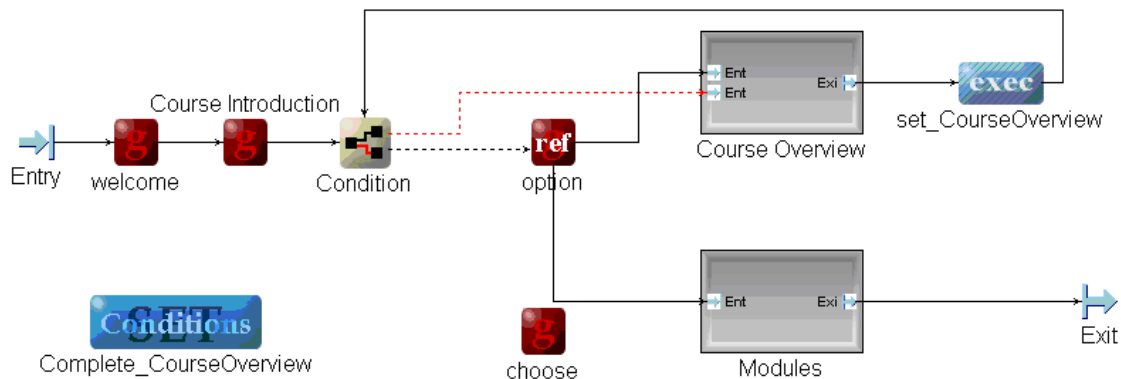 Ent
Ent
Exi
exec
Course Introduction
set_CourseOverview
g
g
g
ref
Course Overview
Entry
welcome
Condition
option
Ent
Exi
SET
Conditions
g
Exit
Complete_CourseOverview
choose
Modules